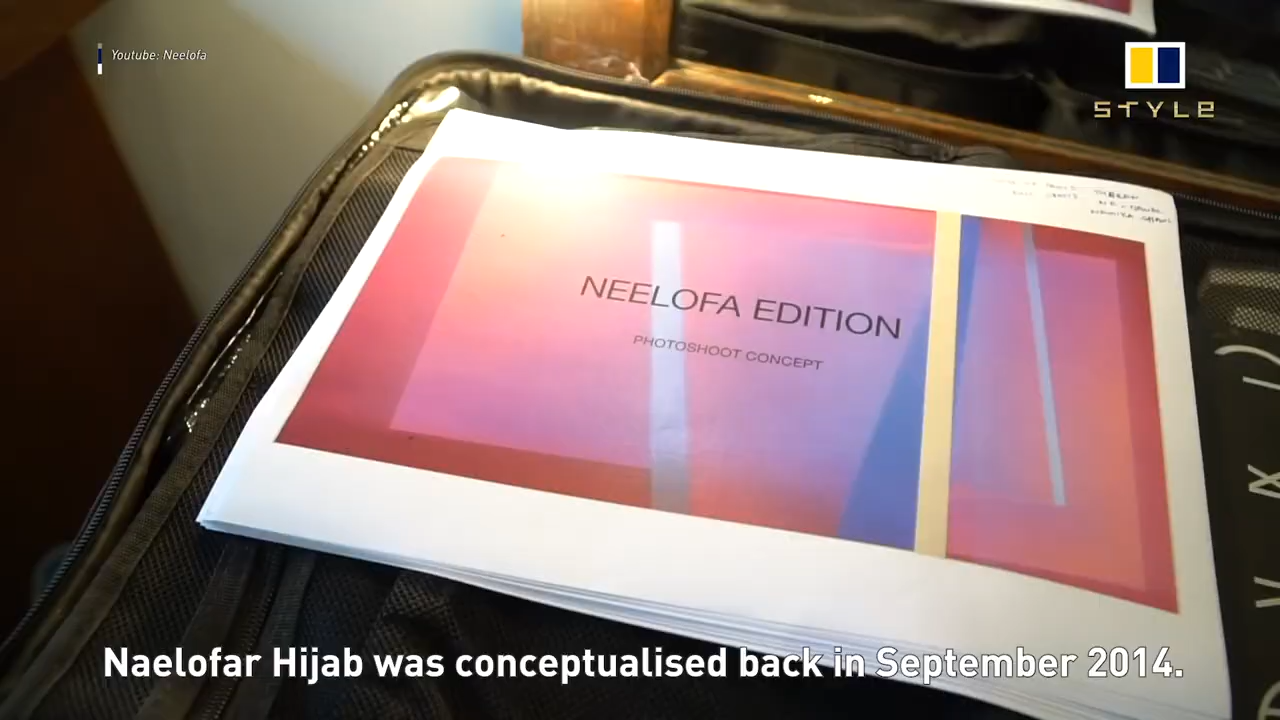 Youtube: Neelofa
STYLE
NEELOFA EDITION
PHOTOSHOOT CONCEPT
Naelofar Hijab was conceptualised back in September 2014.